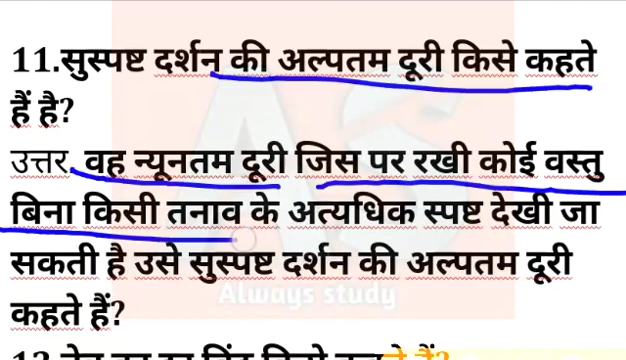 11.सुस्पष्ट दर्शन की अल्पतम दूरी किसे कहते
हैं है?
उत्तर. वह न्यूनतम दूरी जिस पर रखी कोई वस्तु
बिना किसी तनाव के अत्यधिक स्पष्ट देखी जा
सकती है उसे सुस्पष्ट दर्शन की अल्पतम दूरी
Always study
कहते हैं?